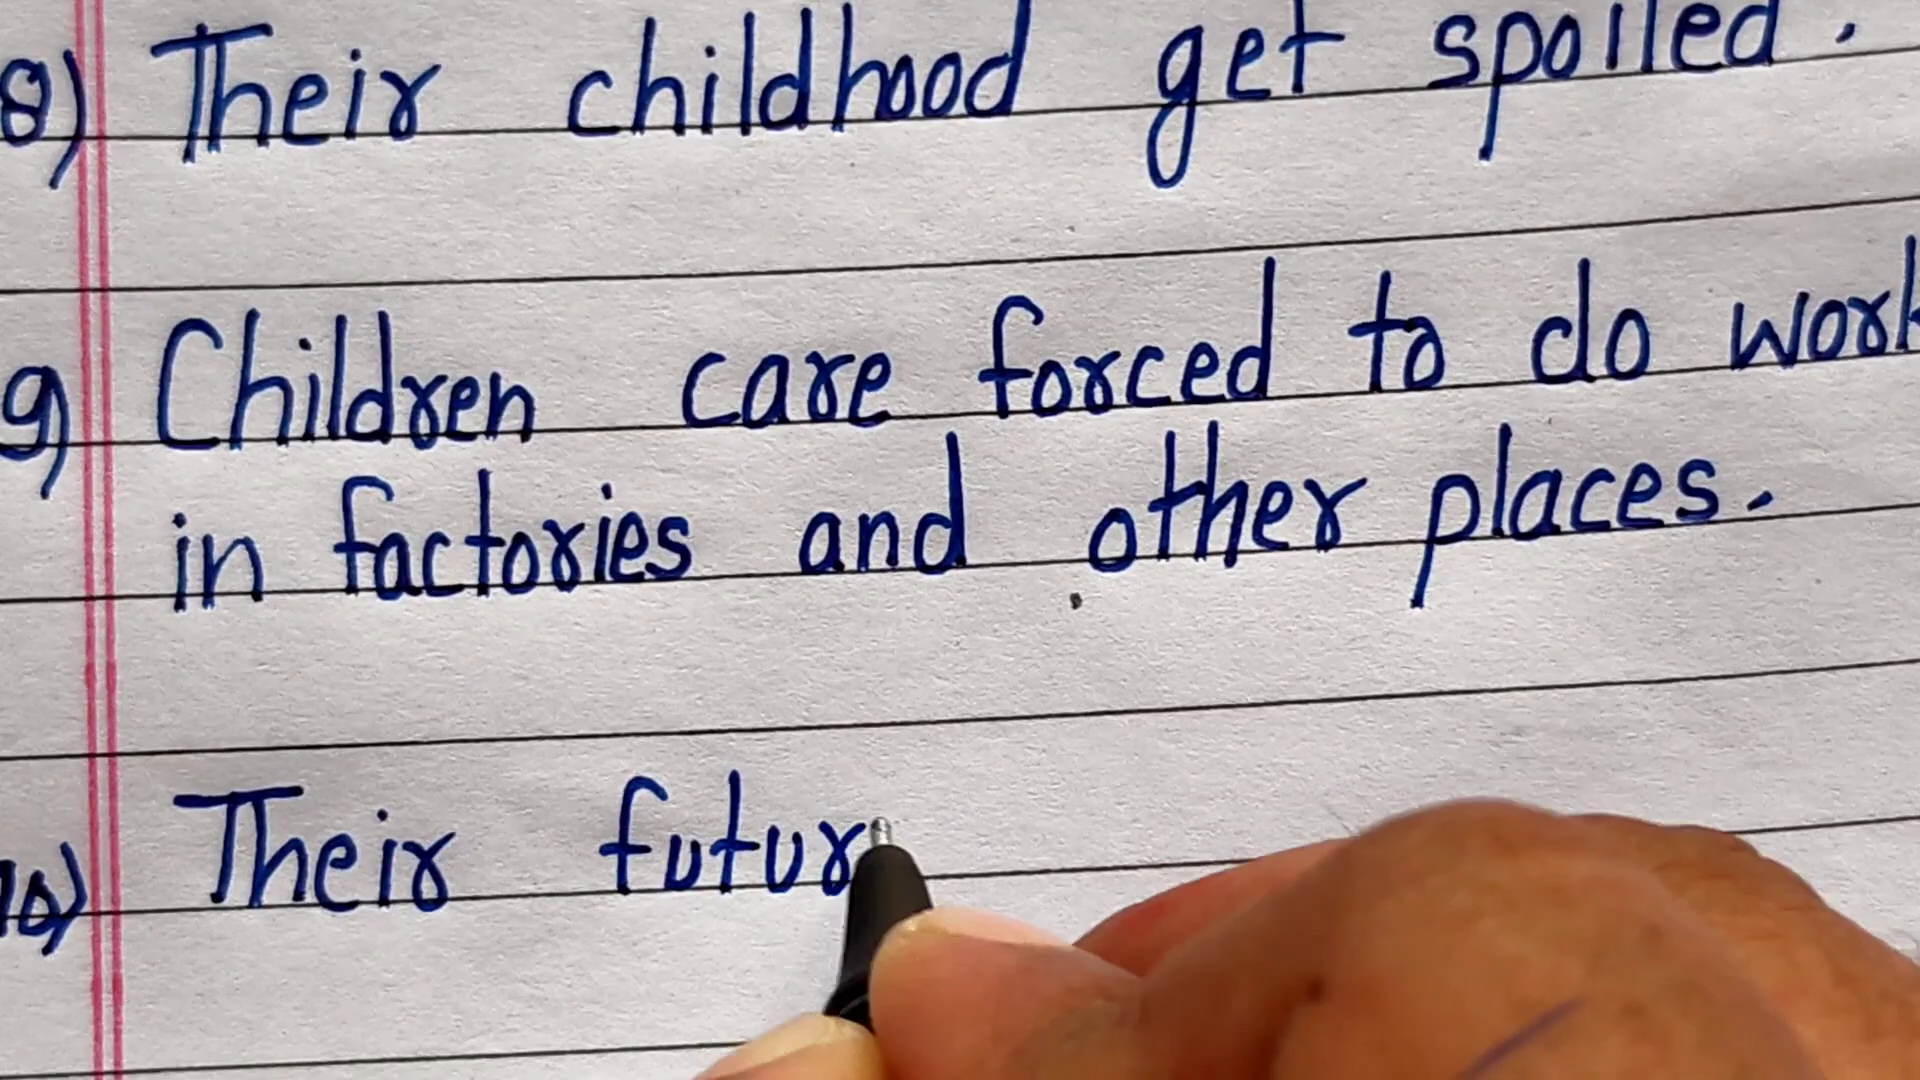 8) Their childhood get spoiled.
9) Children care forced to do work
in factories and other places.
10) Their futur